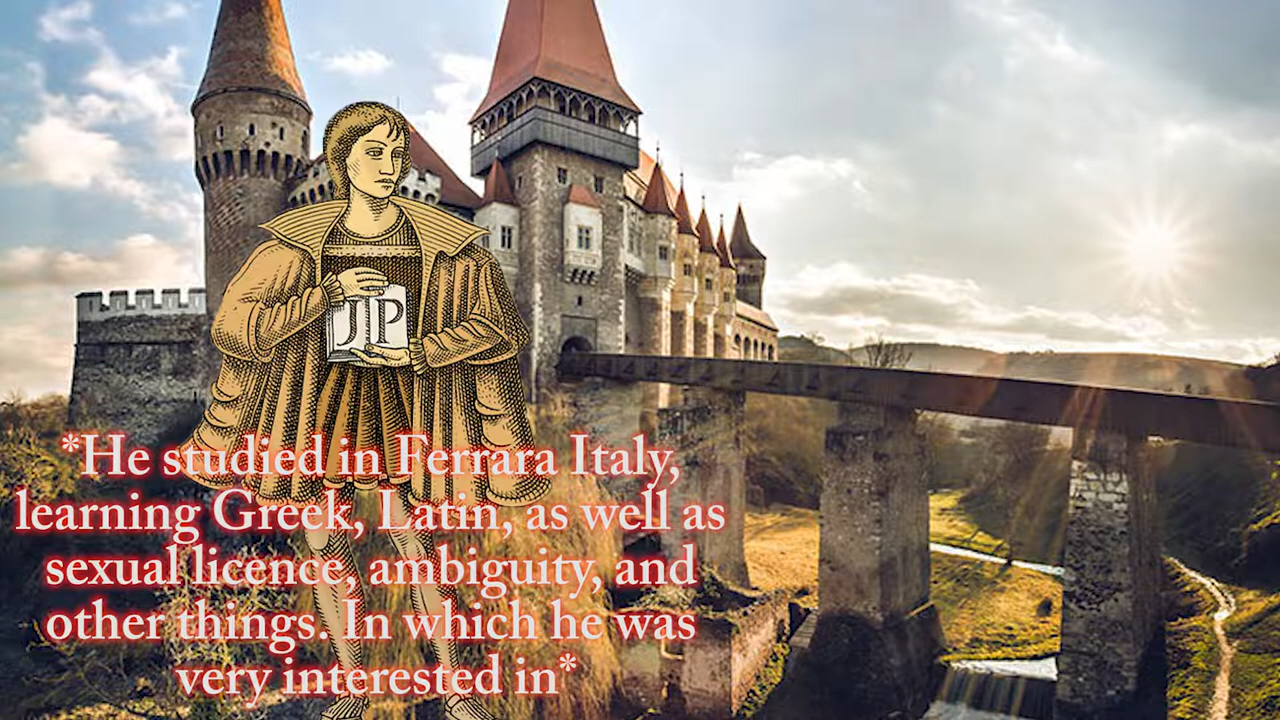 JP
*He studied in Ferrara Italy,
learning Greek, Latin, as well as
sexual licence, ambiguity, and
other things. In which he was
very interested in*